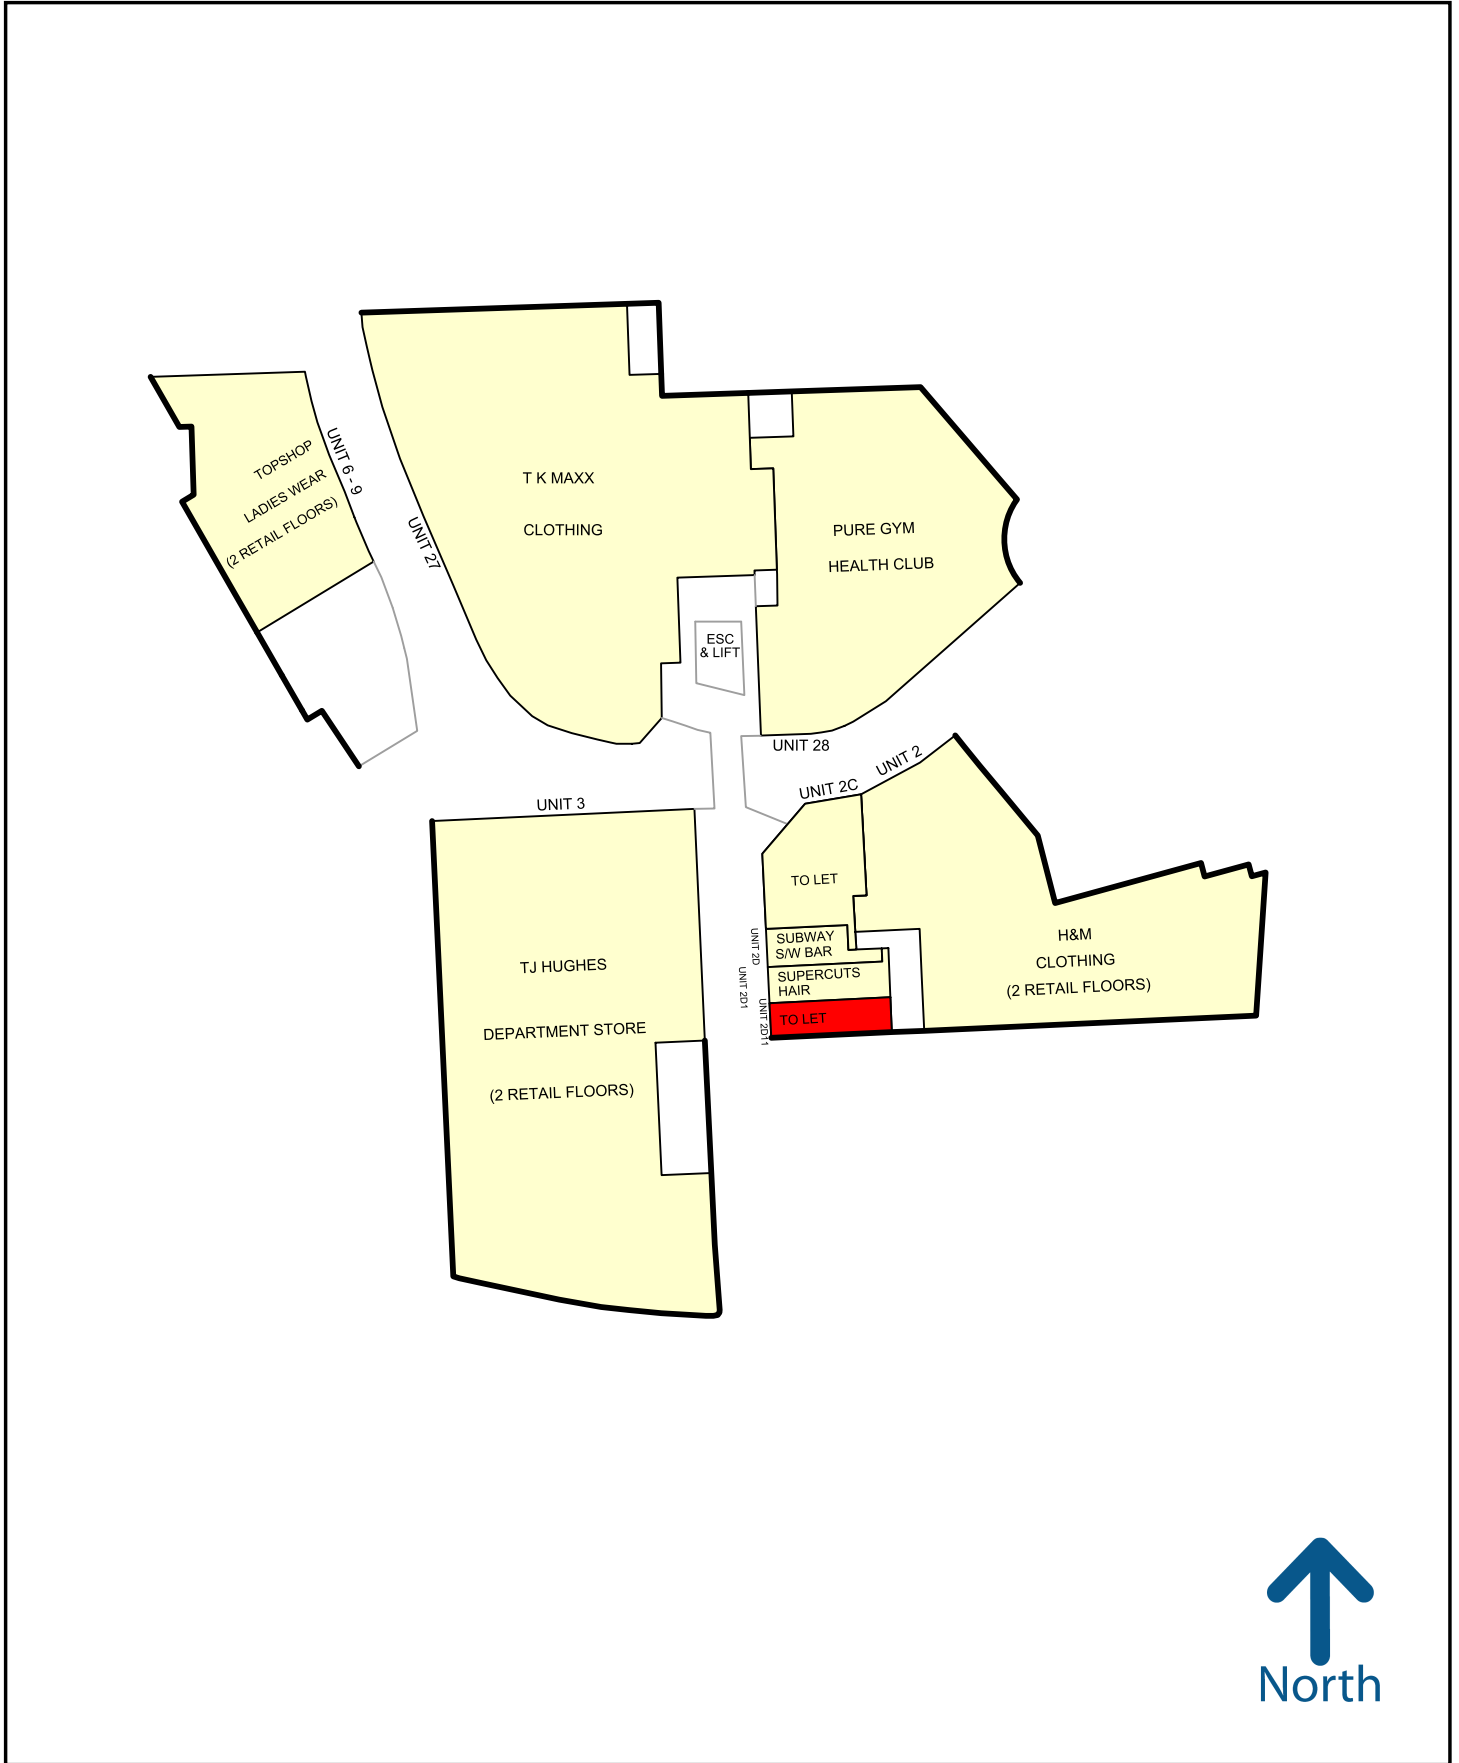 T K MAXX
CLOTHING
UNIT 27
TOPSHOP
LADIES WEAR
(2 RETAIL FLOORS)
UNIT 6 - 9
PURE GYM
HEALTH CLUB
ESC
& LIFT
UNIT 28
UNIT 2
UNIT 2C
UNIT 3
TO LET
SUBWAY
S/W BAR
UNIT 2D
SUPERCUTS
HAIR
UNIT 2D1
TO LET
UNIT 2D11
H&M
CLOTHING
(2 RETAIL FLOORS)
TJ HUGHES
DEPARTMENT STORE
(2 RETAIL FLOORS)
North